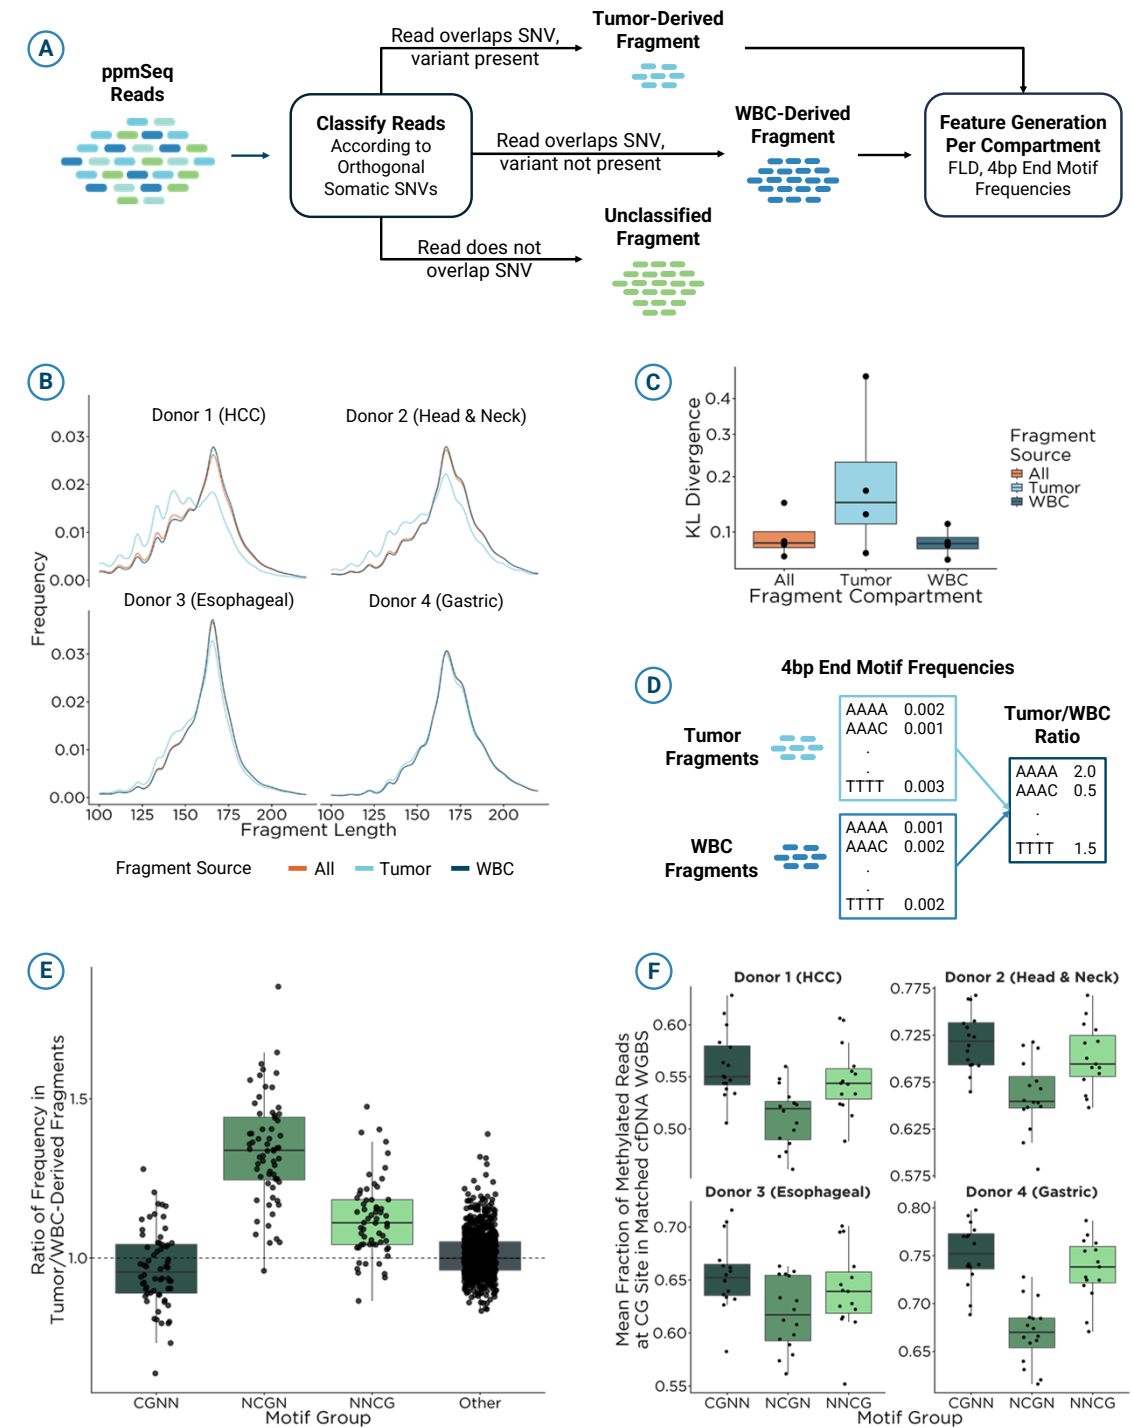 A
ppmSeq
Reads
Classify Reads
According to
Orthogonal
Somatic SNVs
Read overlaps SNV,
variant present
Tumor-Derived
Fragment
Read overlaps SNV,
variant not present
WBC-Derived
Fragment
Read does not
overlap SNV
Unclassified
Fragment
Feature Generation
Per Compartment
FLD, 4bp End Motif
Frequencies
B
Donor 1 (HCC)
Donor 2 (Head & Neck)
0.03
0.02
0.01
0.00
Donor 3 (Esophageal)
Donor 4 (Gastric)
0.03
0.02
0.01
0.00
100 125 150 175 200
100 125 150 175 200
Frequency
Fragment Length
Fragment Source
All
Tumor
WBC
C
KL Divergence
0.4
0.3
0.2
0.1
All
Tumor
WBC
Fragment Compartment
Fragment
Source
All
Tumor
WBC
D
4bp End Motif Frequencies
Tumor
Fragments
AAAA 0.002
AAAC 0.001
.
.
TTTT 0.003
WBC
Fragments
AAAA 0.001
AAAC 0.002
.
.
TTTT 0.002
Tumor/WBC
Ratio
AAAA 2.0
AAAC 0.5
.
.
TTTT 1.5
E
Ratio of Frequency in
Tumor/WBC-Derived Fragments
1.5
1.0
CGNN
NCGN
NNCG
Other
Motif Group
F
Mean Fraction of Methylated Reads
at CG Site in Matched cfDNA WGBS
Donor 1 (HCC)
0.60
0.55
0.50
Donor 2 (Head & Neck)
0.775
0.725
0.675
0.625
0.575
Donor 3 (Esophageal)
0.70
0.65
0.60
0.55
Donor 4 (Gastric)
0.80
0.75
0.70
0.65
CGNN NCGN NNCG
CGNN NCGN NNCG
Motif Group